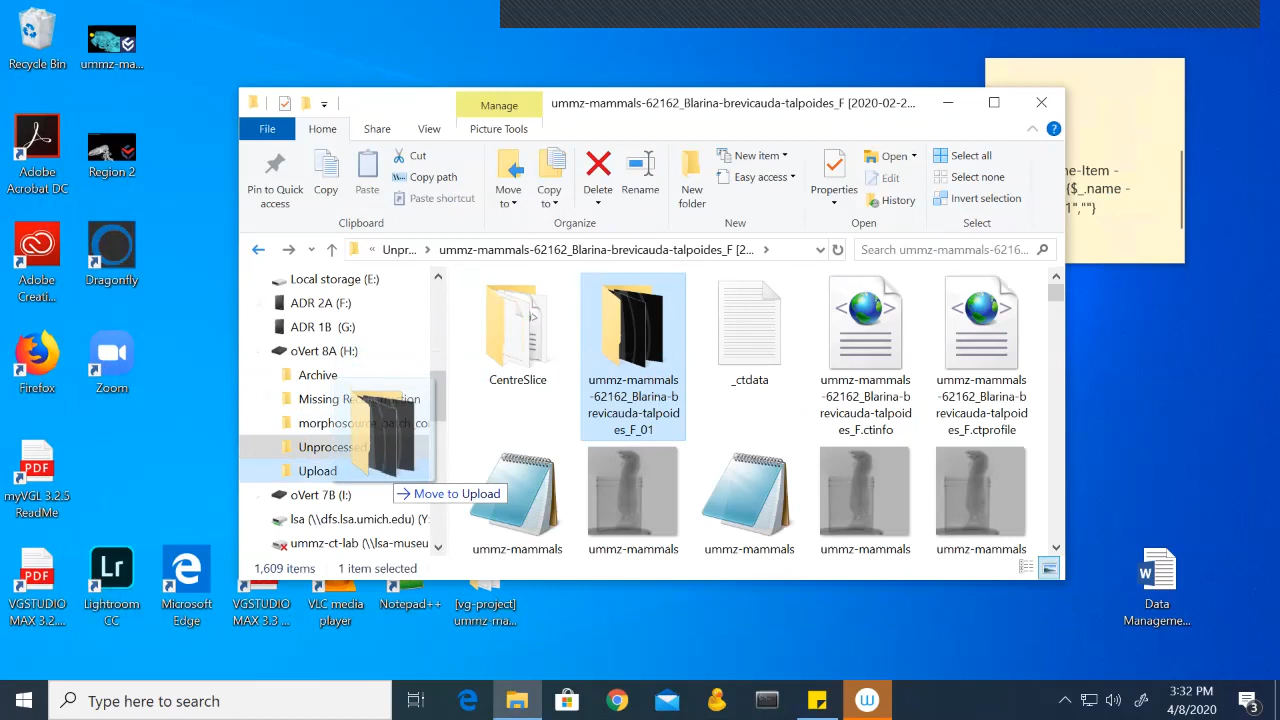 Recycle Bin
ummz-ma...
Adobe
Acrobat DC
Region 2
Adobe
Creati...
Dragonfly
Firefox
Zoom
PDF
myVGL 3.2.5
ReadMe
PDF
VGSTUDIO
MAX 3.2....
Lr
Lightroom
CC
Microsoft
Edge
VGSTUDIO
MAX 3.3 ...
VLC media
player
Notepad++
[vg-project]
ummz-ma...
Manage
ummz-mammals-62162_Blarina-brevicauda-talpoides_F [2020-02-2...
File
Home
Share
View
Picture Tools
Pin to Quick
access
Copy
Paste
Cut
Copy path
Paste shortcut
Clipboard
Move
to
Copy
to
Delete
Rename
Organize
New
folder
New item
Easy access
New
Properties
Open
Edit
History
Open
Select all
Select none
Invert selection
Select
« Unpr... › ummz-mammals-62162_Blarina-brevicauda-talpoides_F [2... ›
Search ummz-mammals-6216...
Local storage (E:)
ADR 2A (F:)
ADR 1B (G:)
oVert 8A (H:)
Archive
morphosource
Unprocessed
Upload
oVert 7B (I:)
lsa (\\dfs.lsa.umich.edu) (Y:
ummz-ct-lab (\\lsa-museu
Move to Upload
CentreSlice
ummz-mammals
-62162_Blarina-b
revicauda-talpoid
es_F_01
_ctdata
ummz-mammals
-62162_Blarina-b
revicauda-talpoid
es_F.ctinfo
ummz-mammals
-62162_Blarina-b
revicauda-talpoid
es_F.ctprofile
ummz-mammals
ummz-mammals
ummz-mammals
ummz-mammals
ummz-mammals
1,609 items
1 item selected
ne-Item -
{$_.name -
1",""}
W
Data
Manageme...
Type here to search
3:32 PM
4/8/2020
3